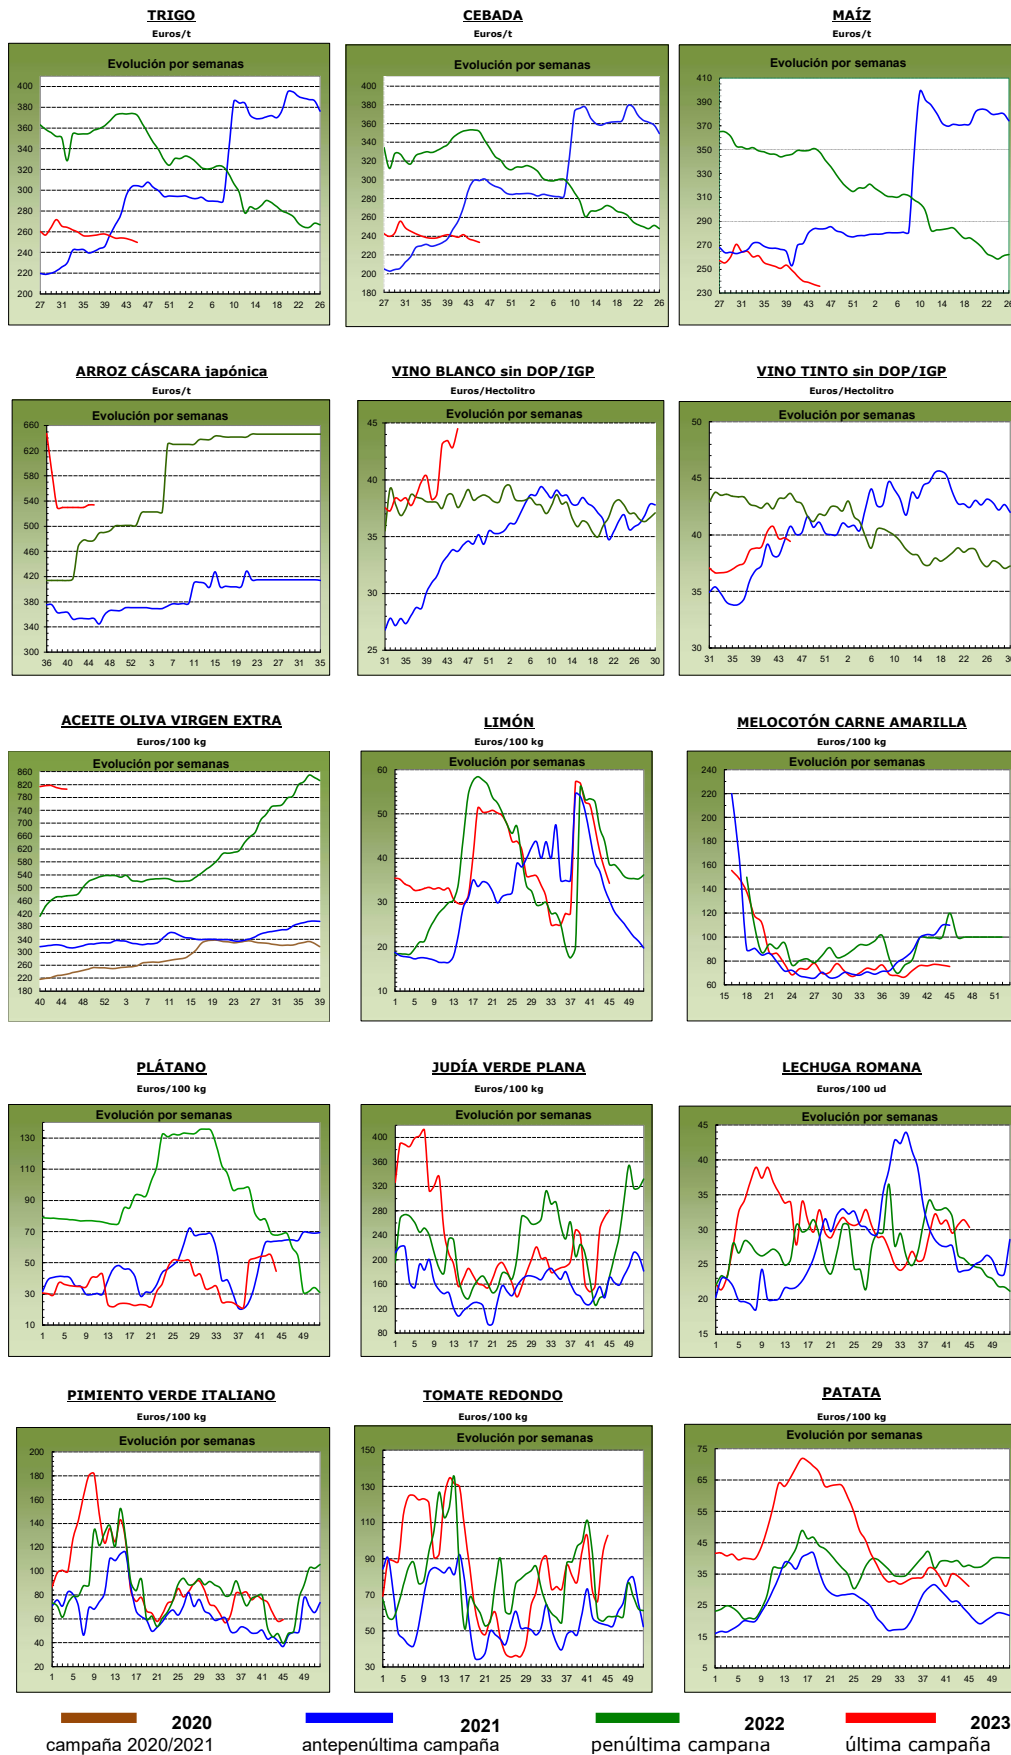 TRIGO
Euros/t
Evolución por semanas
400
380
360
340
320
300
280
260
240
220
200
27 31 35 39 43 47 51 2 6 10 14 18 22 26
CEBADA
Euros/t
Evolución por semanas
400
380
360
340
320
300
280
260
240
220
200
180
27 31 35 39 43 47 51 2 6 10 14 18 22 26
MAÍZ
Euros/t
Evolución por semanas
410
390
370
350
330
310
290
270
250
230
27 31 35 39 43 47 51 2 6 10 14 18 22 26
ARROZ CÁSCARA japónica
Euros/t
Evolución por semanas
660
620
580
540
500
460
420
380
340
300
36 40 44 48 52 3 7 11 15 19 23 27 31 35
VINO BLANCO sin DOP/IGP
Euros/Hectolitro
Evolución por semanas
45
40
35
30
25
31 35 39 43 47 51 2 6 10 14 18 22 26 30
VINO TINTO sin DOP/IGP
Euros/Hectolitro
Evolución por semanas
50
45
40
35
30
31 35 39 43 47 51 2 6 10 14 18 22 26 30
ACEITE OLIVA VIRGEN EXTRA
Euros/100 kg
Evolución por semanas
860
820
780
740
700
660
620
580
540
500
460
420
380
340
300
260
220
180
40 44 48 52 3 7 11 15 19 23 27 31 35 39
LIMÓN
Euros/100 kg
Evolución por semanas
60
50
40
30
20
10
1 5 9 13 17 21 25 29 33 37 41 45 49
MELOCOTÓN CARNE AMARILLA
Euros/100 kg
Evolución por semanas
240
220
200
180
160
140
120
100
80
60
15 18 21 24 27 30 33 36 39 42 45 48 51
PLÁTANO
Euros/100 kg
Evolución por semanas
130
110
90
70
50
30
10
1 5 9 13 17 21 25 29 33 37 41 45 49
JUDÍA VERDE PLANA
Euros/100 kg
Evolución por semanas
400
360
320
280
240
200
160
120
80
1 5 9 13 17 21 25 29 33 37 41 45 49
LECHUGA ROMANA
Euros/100 ud
Evolución por semanas
45
40
35
30
25
20
15
1 5 9 13 17 21 25 29 33 37 41 45 49
PIMIENTO VERDE ITALIANO
Euros/100 kg
Evolución por semanas
200
180
160
140
120
100
80
60
40
20
1 5 9 13 17 21 25 29 33 37 41 45 49
TOMATE REDONDO
Euros/100 kg
Evolución por semanas
150
130
110
90
70
50
30
1 5 9 13 17 21 25 29 33 37 41 45 49
PATATA
Euros/100 kg
Evolución por semanas
75
65
55
45
35
25
15
5
1 5 9 13 17 21 25 29 33 37 41 45 49
2020
campaña 2020/2021
2021
antepenúltima campaña
2022
penúltima campana
2023
última campaña